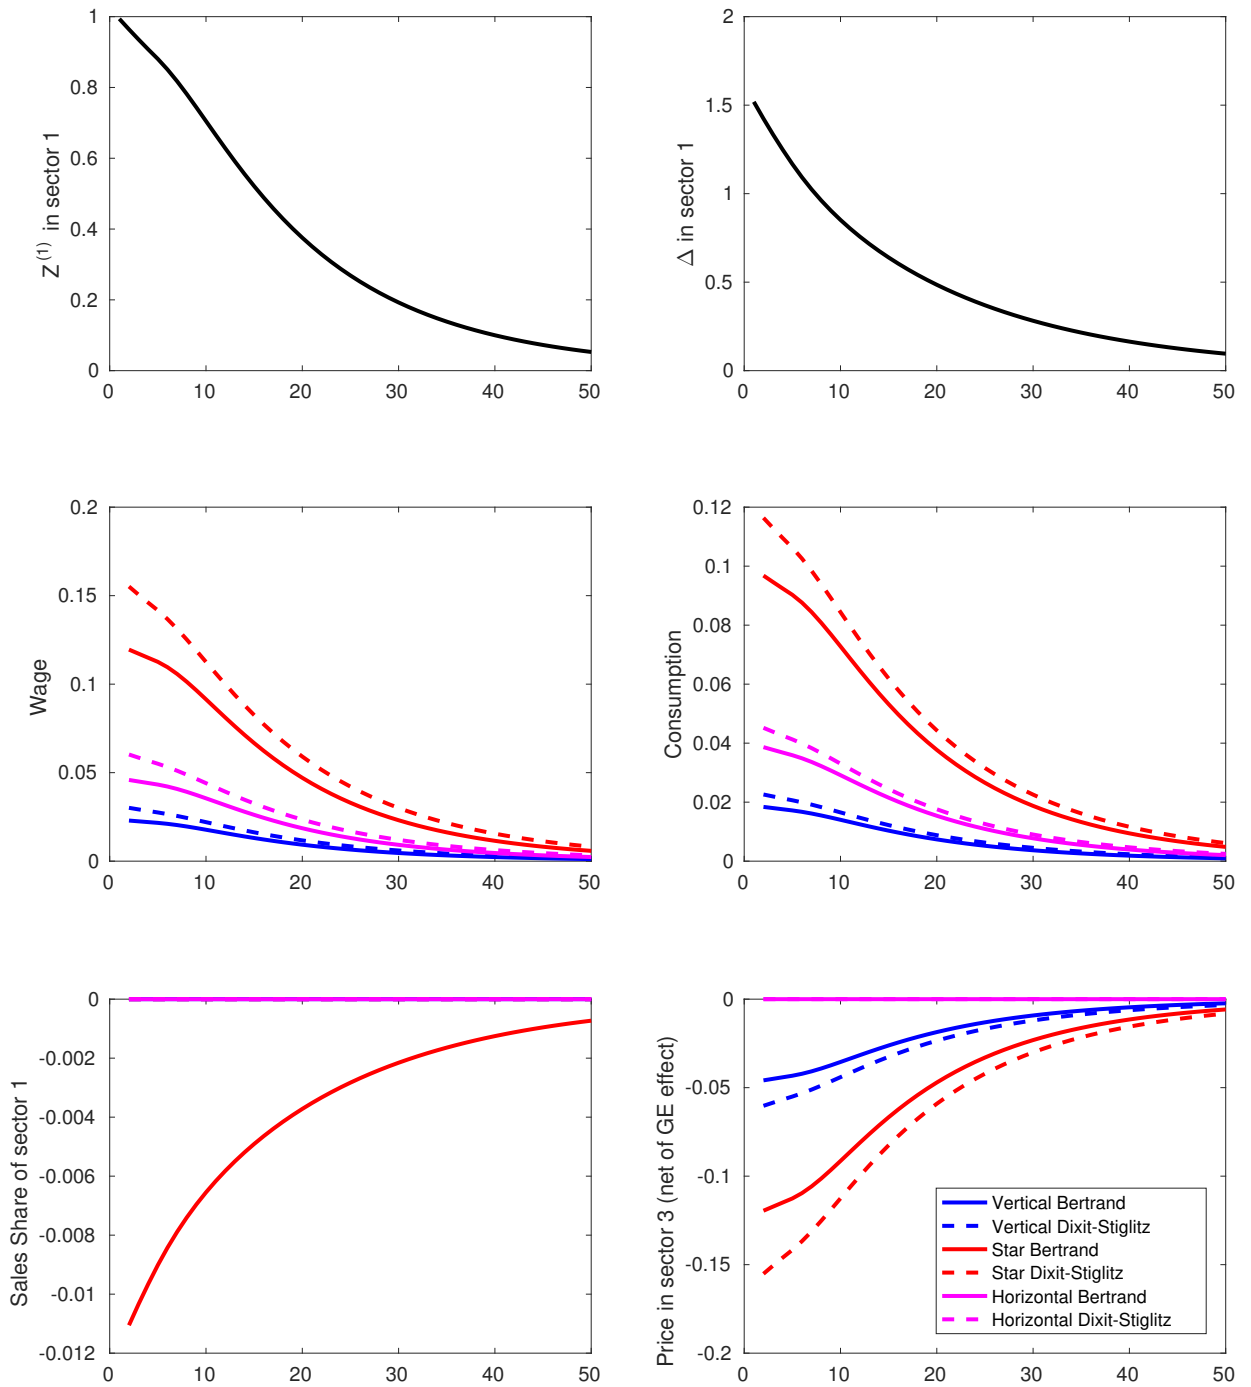 Z(1) in sector 1
1
0.8
0.6
0.4
0.2
0
0 10 20 30 40 50
Δ in sector 1
2
1.5
1
0.5
0
0 10 20 30 40 50
Wage
0.2
0.15
0.1
0.05
0
0 10 20 30 40 50
Consumption
0.12
0.1
0.08
0.06
0.04
0.02
0
0 10 20 30 40 50
Sales Share of sector 1
0
-0.002
-0.004
-0.006
-0.008
-0.01
-0.012
0 10 20 30 40 50
Price in sector 3 (net of GE effect)
0
-0.05
-0.1
-0.15
-0.2
0 10 20 30 40 50
Vertical Bertrand
Vertical Dixit-Stiglitz
Star Bertrand
Star Dixit-Stiglitz
Horizontal Bertrand
Horizontal Dixit-Stiglitz